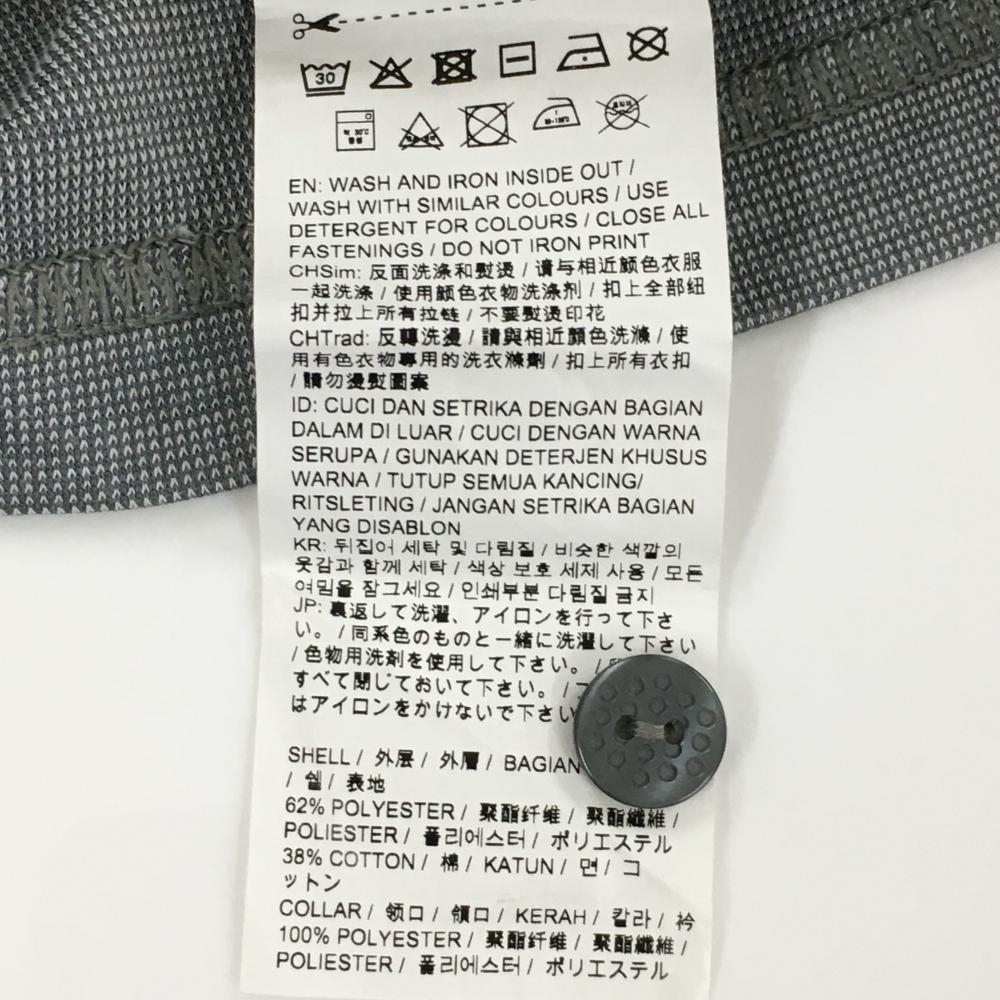 30
EN: WASH AND IRON INSIDE OUT /
WASH WITH SIMILAR COLOURS / USE
DETERGENT FOR COLOURS / CLOSE ALL
FASTENINGS / DO NOT IRON PRINT
CHSim: 反面洗涤和熨烫 / 请与相近颜色衣服
一起洗涤 / 使用颜色衣物洗涤剂 / 扣上全部纽
扣并拉上所有拉链 / 不要熨烫印花
CHTrad: 反轉洗燙 / 請與相近顏色洗滌 / 使
用有色衣物專用的洗衣滌劑 / 扣上所有衣扣
/ 請勿燙熨圖案
ID: CUCI DAN SETRIKA DENGAN BAGIAN
DALAM DI LUAR / CUCI DENGAN WARNA
SERUPA / GUNAKAN DETERJEN KHUSUS
WARNA / TUTUP SEMUA KANCING/
RITSLETING / JANGAN SETRIKA BAGIAN
YANG DISABLON
KR: 뒤집어 세탁 및 다림질 / 비슷한 색깔의
옷감과 함께 세탁 / 색상 보호 세제 사용 / 모든
여밈을 잠그세요 / 인쇄부분 다림질 금지
JP: 裏返して洗濯、アイロンを行って下さ
い。 / 同系色のものと一緒に洗濯して下さい
/ 色物用洗剤を使用して下さい。 /
すべて閉じておいて下さい。 /
はアイロンをかけないで下さい
SHELL / 外层 / 外層 / BAGIAN
/ 쉘 / 表地
62% POLYESTER / 聚酯纤维 / 聚酯纖維 /
POLIESTER / 폴리에스터 / ポリエステル
38% COTTON / 棉 / KATUN / 면 / コ
ットン
COLLAR / 领口 / 領口 / KERAH / 칼라 / 衿
100% POLYESTER / 聚酯纤维 / 聚酯纖維 /
POLIESTER / 폴리에스터 / ポリエステル